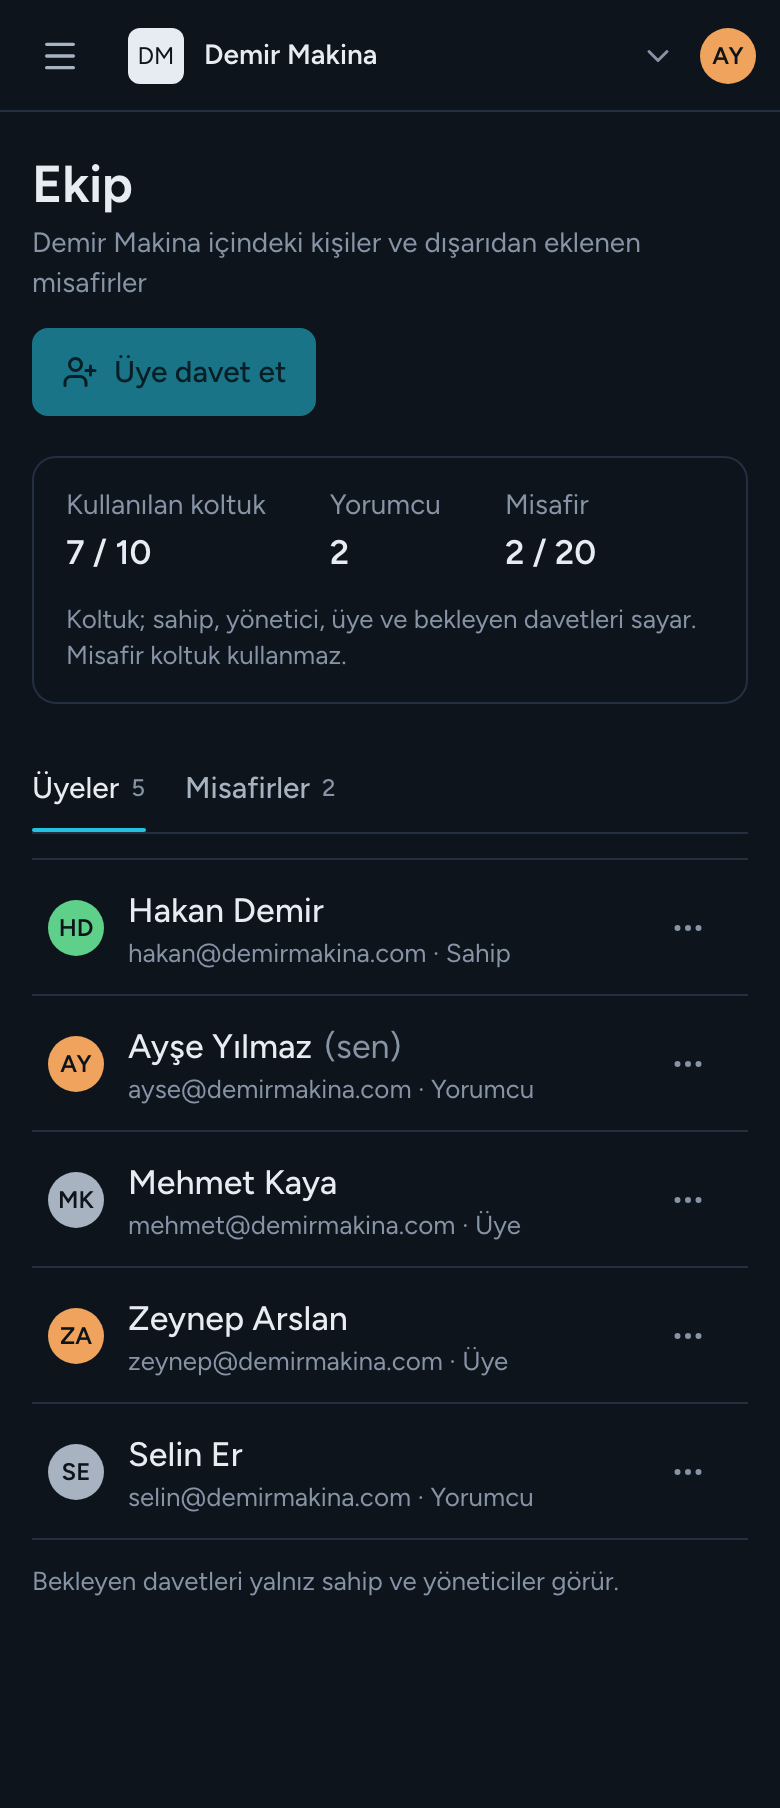 DM Demir Makina AY
Ekip
Demir Makina içindeki kişiler ve dışarıdan eklenen
misafirler
Üye davet et
Kullanılan koltuk Yorumcu Misafir
7 / 10 2 2 / 20
Koltuk; sahip, yönetici, üye ve bekleyen davetleri sayar.
Misafir koltuk kullanmaz.
Üyeler 5 Misafirler 2
HD Hakan Demir
hakan@demirmakina.com · Sahip
AY Ayşe Yılmaz (sen)
ayse@demirmakina.com · Yorumcu
MK Mehmet Kaya
mehmet@demirmakina.com · Üye
ZA Zeynep Arslan
zeynep@demirmakina.com · Üye
SE Selin Er
selin@demirmakina.com · Yorumcu
Bekleyen davetleri yalnız sahip ve yöneticiler görür.